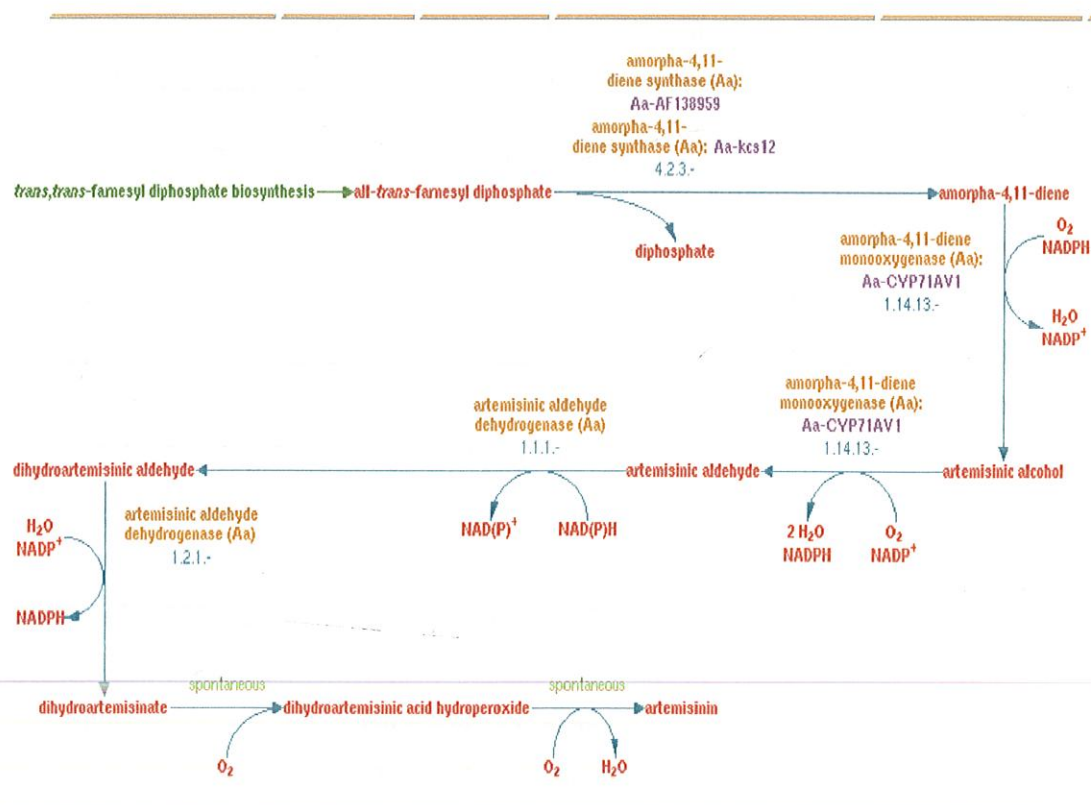 amorpha-4,11-
diene synthase (Aa):
Aa-AF138959
amorpha-4,11-
diene synthase (Aa): Aa-kcs12
4.2.3.-
trans,trans-farnesyl diphosphate biosynthesis
all-trans-farnesyl diphosphate
amorpha-4,11-diene
diphosphate
amorpha-4,11-diene
monooxygenase (Aa):
Aa-CYP71AV1
1.14.13.-
O2
NADPH
H2O
NADP+
amorpha-4,11-diene
monooxygenase (Aa):
Aa-CYP71AV1
1.14.13.-
artemisinic aldehyde
dehydrogenase (Aa)
1.1.1.-
dihydroartemisinic aldehyde
artemisinic aldehyde
artemisinic alcohol
NAD(P)+
NAD(P)H
2 H2O
NADPH
O2
NADP+
H2O
NADP+
artemisinic aldehyde
dehydrogenase (Aa)
1.2.1.-
NADPH
spontaneous
spontaneous
dihydroartemisinate
dihydroartemisinic acid hydroperoxide
artemisinin
O2
O2
H2O